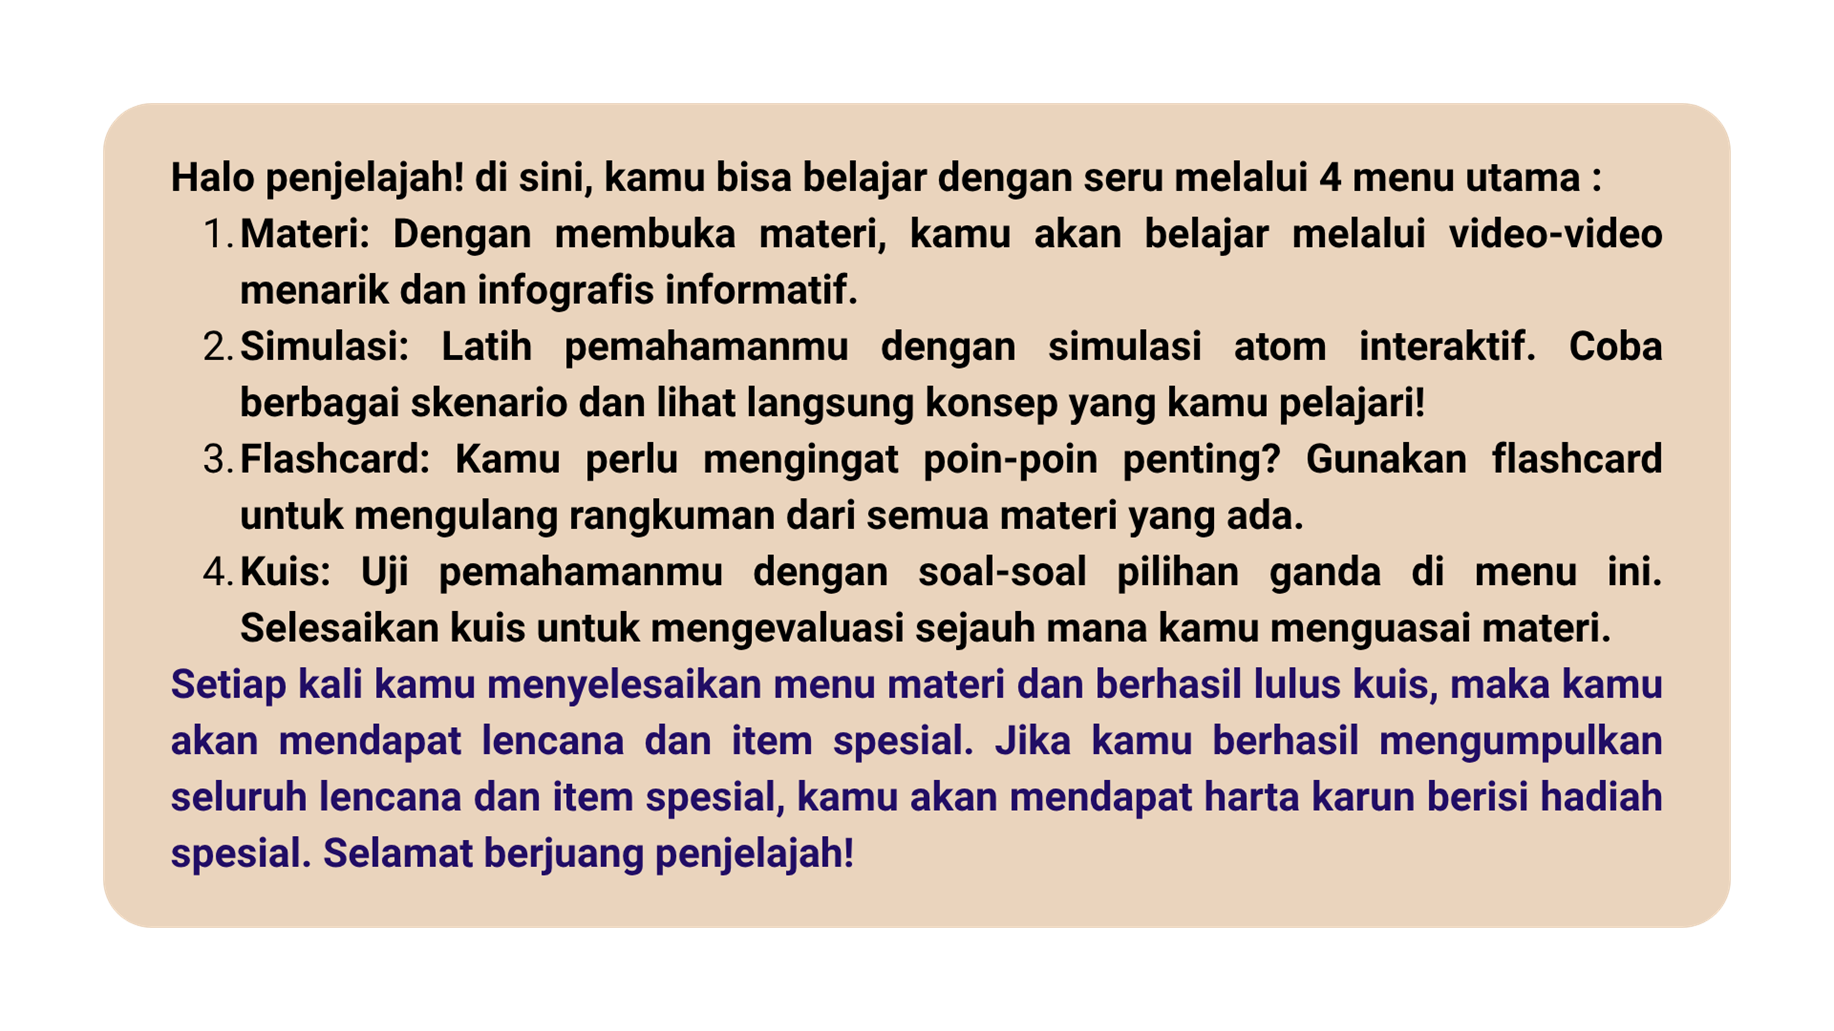 Halo penjelajah! di sini, kamu bisa belajar dengan seru melalui 4 menu utama :
1. Materi: Dengan membuka materi, kamu akan belajar melalui video-video
menarik dan infografis informatif.
2. Simulasi: Latih pemahamanmu dengan simulasi atom interaktif. Coba
berbagai skenario dan lihat langsung konsep yang kamu pelajari!
3. Flashcard: Kamu perlu mengingat poin-poin penting? Gunakan flashcard
untuk mengulang rangkuman dari semua materi yang ada.
4. Kuis: Uji pemahamanmu dengan soal-soal pilihan ganda di menu ini.
Selesaikan kuis untuk mengevaluasi sejauh mana kamu menguasai materi.
Setiap kali kamu menyelesaikan menu materi dan berhasil lulus kuis, maka kamu
akan mendapat lencana dan item spesial. Jika kamu berhasil mengumpulkan
seluruh lencana dan item spesial, kamu akan mendapat harta karun berisi hadiah
spesial. Selamat berjuang penjelajah!